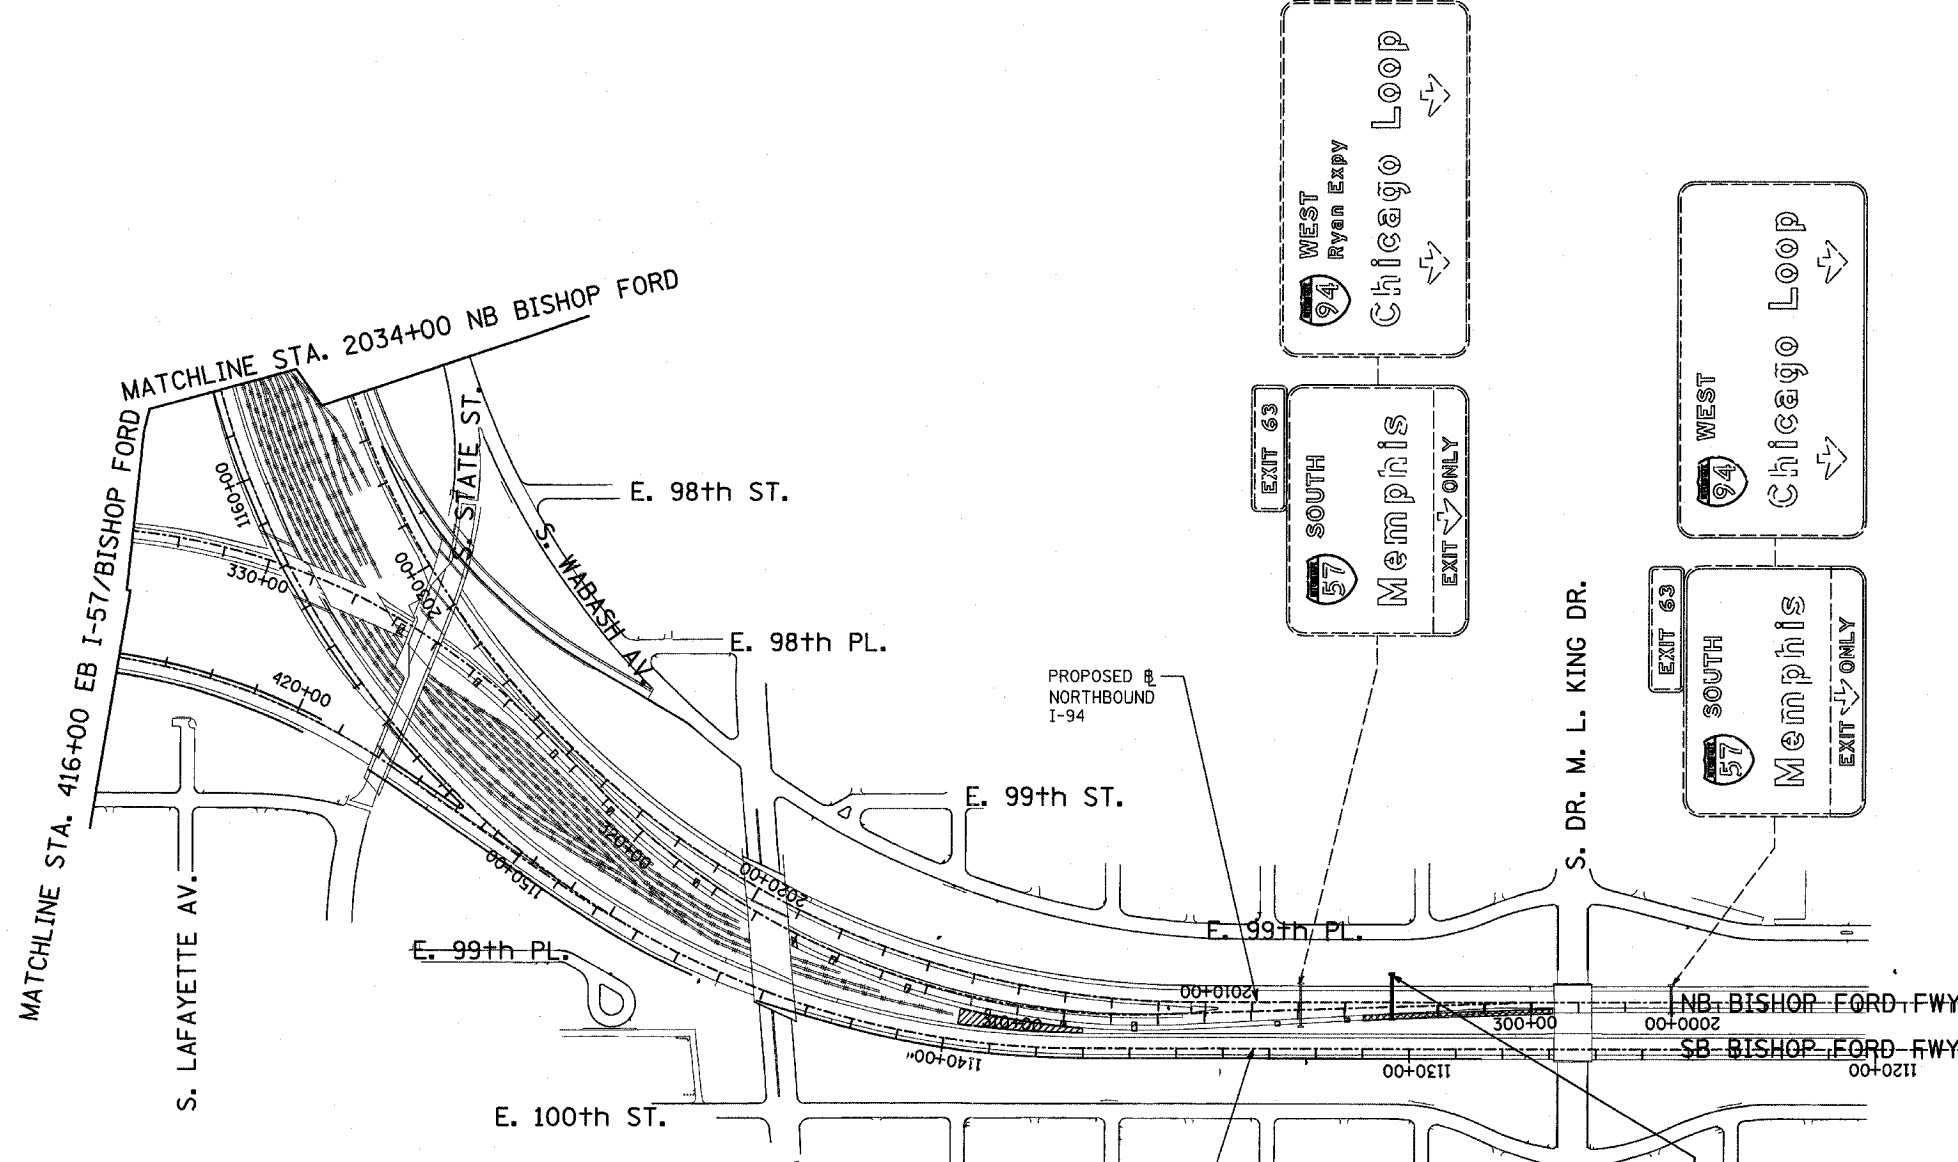 MATCHLINE STA. 2034+00 NB BISHOP FORD
MATCHLINE STA. 416+00 EB I-57/BISHOP FORD
S. STATE ST.
E. 98th ST.
S. WABASH AV.
E. 98th PL.
1160+00
330+00
2030+00
420+00
S. LAFAYETTE AV.
E. 99th ST.
320+00
1150+00
2020+00
E. 99th PL.
E. 100th ST.
PROPOSED ℄
NORTHBOUND
I-94
94
WEST
Ryan Expy
Chicago Loop
EXIT 63
57
SOUTH
Memphis
EXIT ONLY
94
WEST
Chicago Loop
EXIT 63
57
SOUTH
Memphis
EXIT ONLY
S. DR. M. L. KING DR.
E. 99th PL.
2010+00
300+00
2000+00
NB BISHOP FORD FWY
SB BISHOP FORD FWY
1140+00
1130+00
1120+00